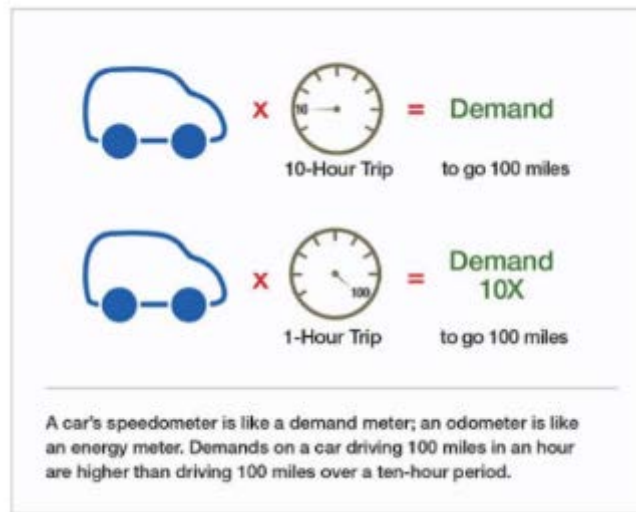 10
x = Demand
10-Hour Trip to go 100 miles
100
x = Demand
10X
1-Hour Trip to go 100 miles
A car's speedometer is like a demand meter; an odometer is like
an energy meter. Demands on a car driving 100 miles in an hour
are higher than driving 100 miles over a ten-hour period.